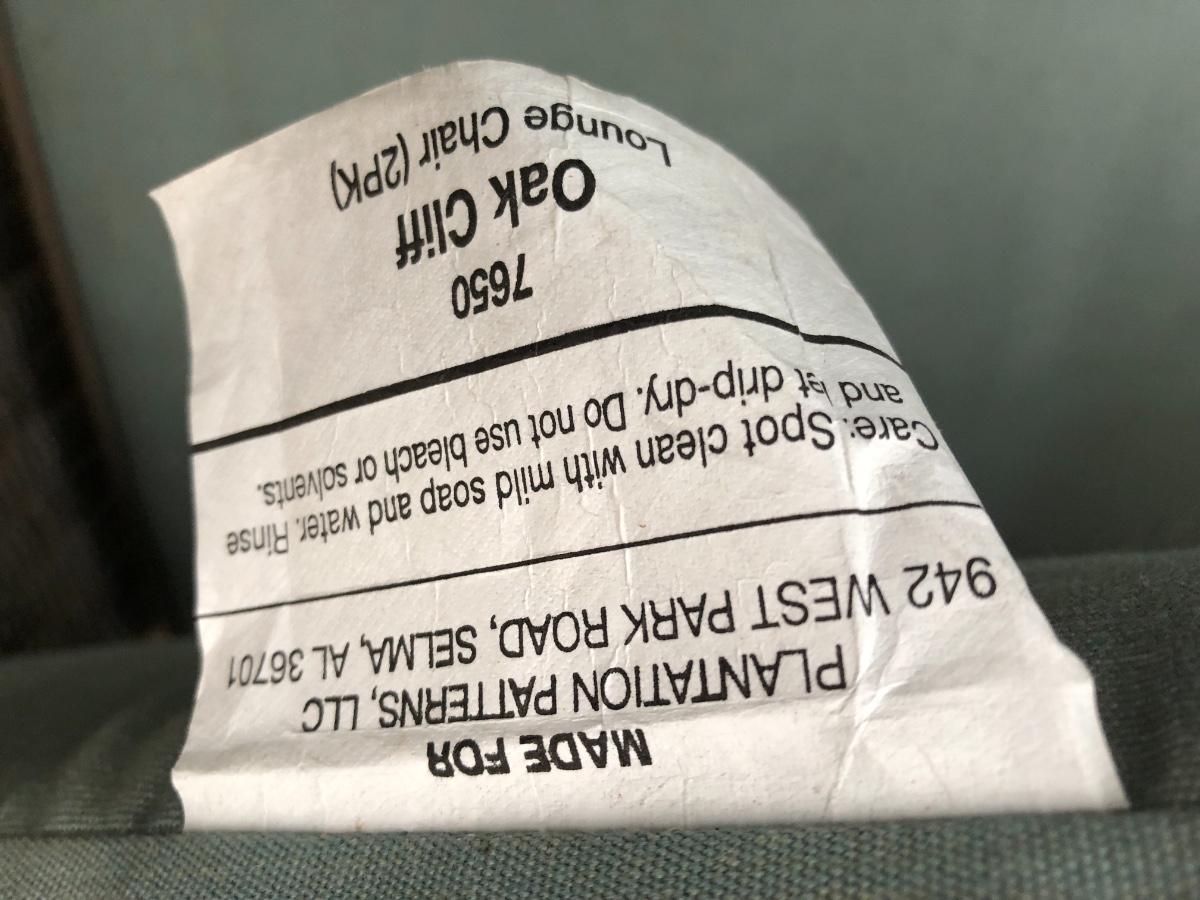 MADE FOR
PLANTATION PATTERNS, LLC
942 WEST PARK ROAD, SELMA, AL 36701
Care: Spot clean with mild soap and water. Rinse
and let drip-dry. Do not use bleach or solvents.
7650
Oak Cliff
Lounge Chair (2PK)